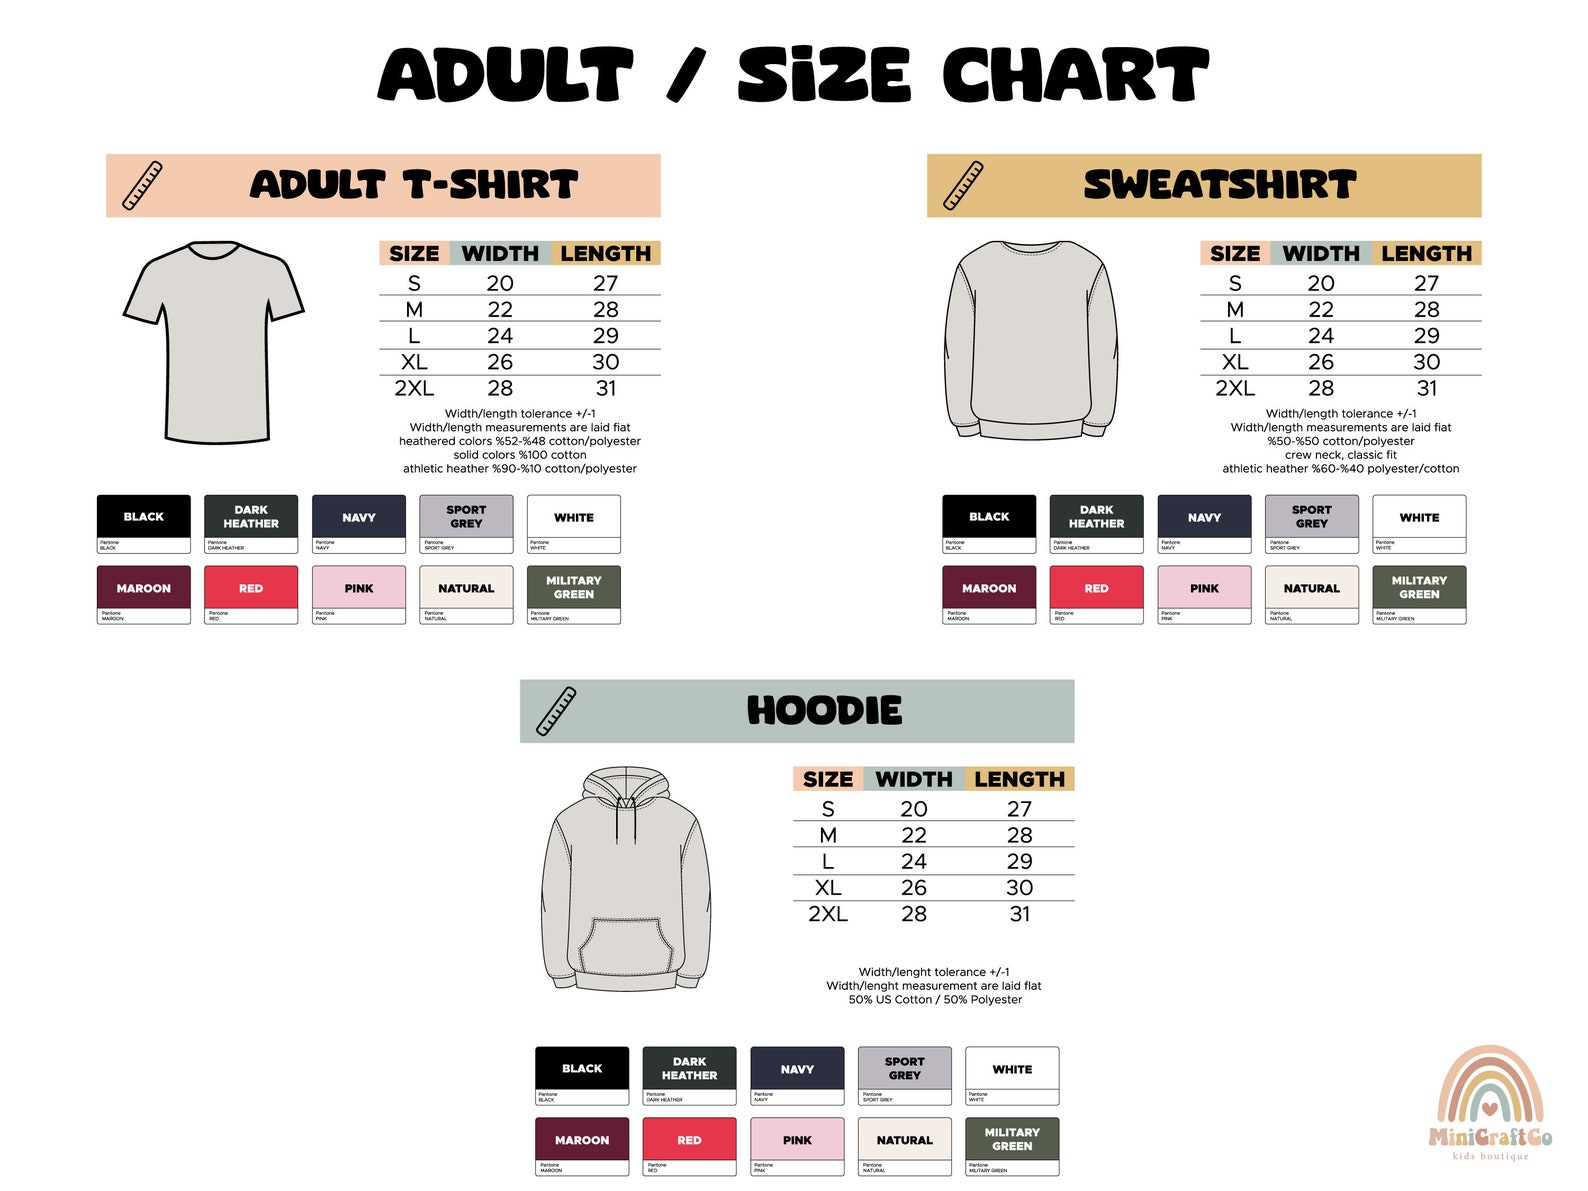 ADULT / SiZE CHART
ADULT T-SHIRT
SIZE WIDTH LENGTH
S 20 27
M 22 28
L 24 29
XL 26 30
2XL 28 31
Width/length tolerance +/-1
Width/length measurements are laid flat
heathered colors %52-%48 cotton/polyester
solid colors %100 cotton
athletic heather %90-%10 cotton/polyester
BLACK
Pantone
BLACK
DARK
HEATHER
Pantone
DARK HEATHER
NAVY
Pantone
NAVY
SPORT
GREY
Pantone
SPORT GREY
WHITE
Pantone
WHITE
MAROON
Pantone
MAROON
RED
Pantone
RED
PINK
Pantone
PINK
NATURAL
Pantone
NATURAL
MILITARY
GREEN
Pantone
MILITARY GREEN
SWEATSHIRT
SIZE WIDTH LENGTH
S 20 27
M 22 28
L 24 29
XL 26 30
2XL 28 31
Width/length tolerance +/-1
Width/length measurements are laid flat
%50-%50 cotton/polyester
crew neck, classic fit
athletic heather %60-%40 polyester/cotton
BLACK
Pantone
BLACK
DARK
HEATHER
Pantone
DARK HEATHER
NAVY
Pantone
NAVY
SPORT
GREY
Pantone
SPORT GREY
WHITE
Pantone
WHITE
MAROON
Pantone
MAROON
RED
Pantone
RED
PINK
Pantone
PINK
NATURAL
Pantone
NATURAL
MILITARY
GREEN
Pantone
MILITARY GREEN
HOODIE
SIZE WIDTH LENGTH
S 20 27
M 22 28
L 24 29
XL 26 30
2XL 28 31
Width/lenght tolerance +/-1
Width/lenght measurement are laid flat
50% US Cotton / 50% Polyester
BLACK
Pantone
BLACK
DARK
HEATHER
Pantone
DARK HEATHER
NAVY
Pantone
NAVY
SPORT
GREY
Pantone
SPORT GREY
WHITE
Pantone
WHITE
MAROON
Pantone
MAROON
RED
Pantone
RED
PINK
Pantone
PINK
NATURAL
Pantone
NATURAL
MILITARY
GREEN
Pantone
MILITARY GREEN
MiniCraftCo
kids boutique